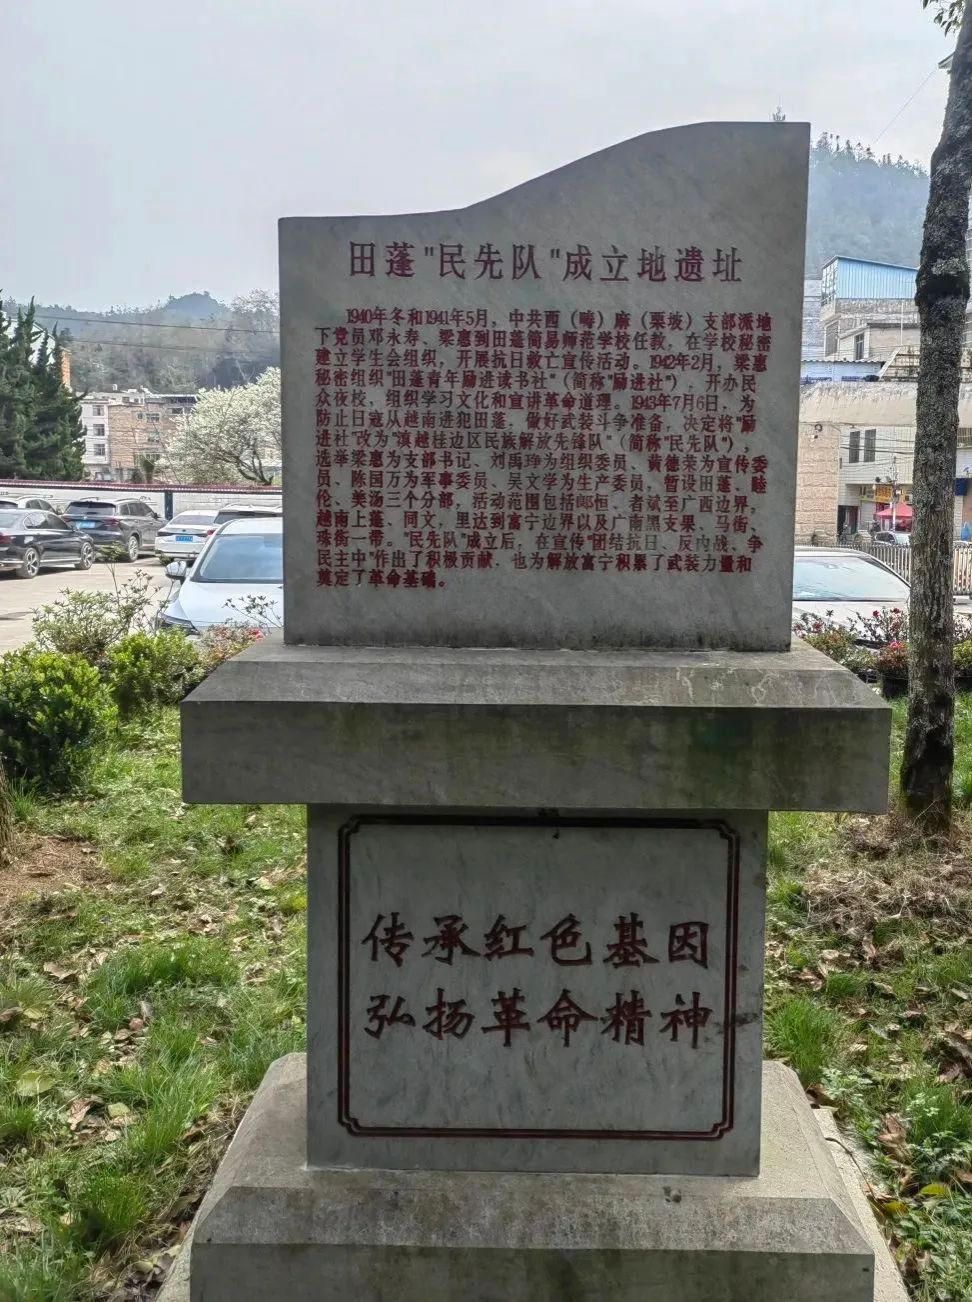 田蓬"民先队"成立地遗址
1940年冬和1941年5月，中共西（畴）麻（栗坡）支部派地
下党员邓永寿、梁惠到田蓬简易师范学校任教，在学校秘密
建立学生会组织，开展抗日救亡宣传活动。1942年2月，梁惠
秘密组织"田蓬青年励进读书社"（简称"励进社"），开办民
众夜校，组织学习文化和宣讲革命道理。1943年7月6日，为
防止日寇从越南进犯田蓬，做好武装斗争准备，决定将"励
进社"改为"滇越桂边区民族解放先锋队"（简称"民先队"），
选举梁惠为支部书记、刘禹琤为组织委员、黄德荣为宣传委
员、陈国万为军事委员、吴文学为生产委员，暂设田蓬、睦
伦、美汤三个分部，活动范围包括郎恒、者斌至广西边界，
越南上蓬、同文，里达到富宁边界以及广南黑支果、马街、
珠街一带。"民先队"成立后，在宣传"团结抗日、反内战、争
民主中"作出了积极贡献，也为解放富宁积累了武装力量和
奠定了革命基础。
传承红色基因
弘扬革命精神